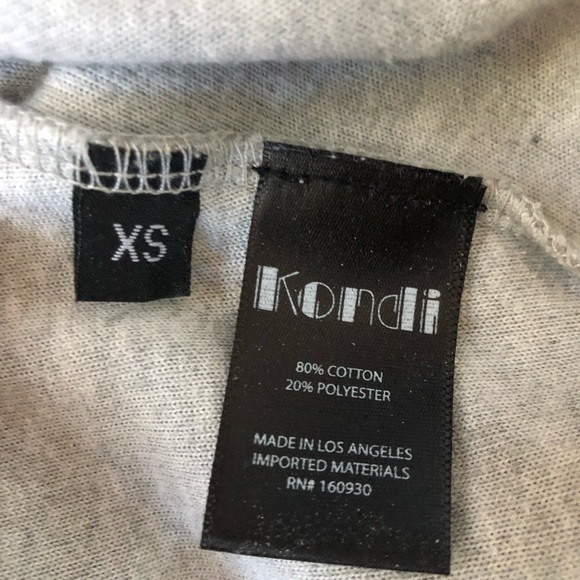 XS
Kondi
80% COTTON
20% POLYESTER
MADE IN LOS ANGELES
IMPORTED MATERIALS
RN# 160930